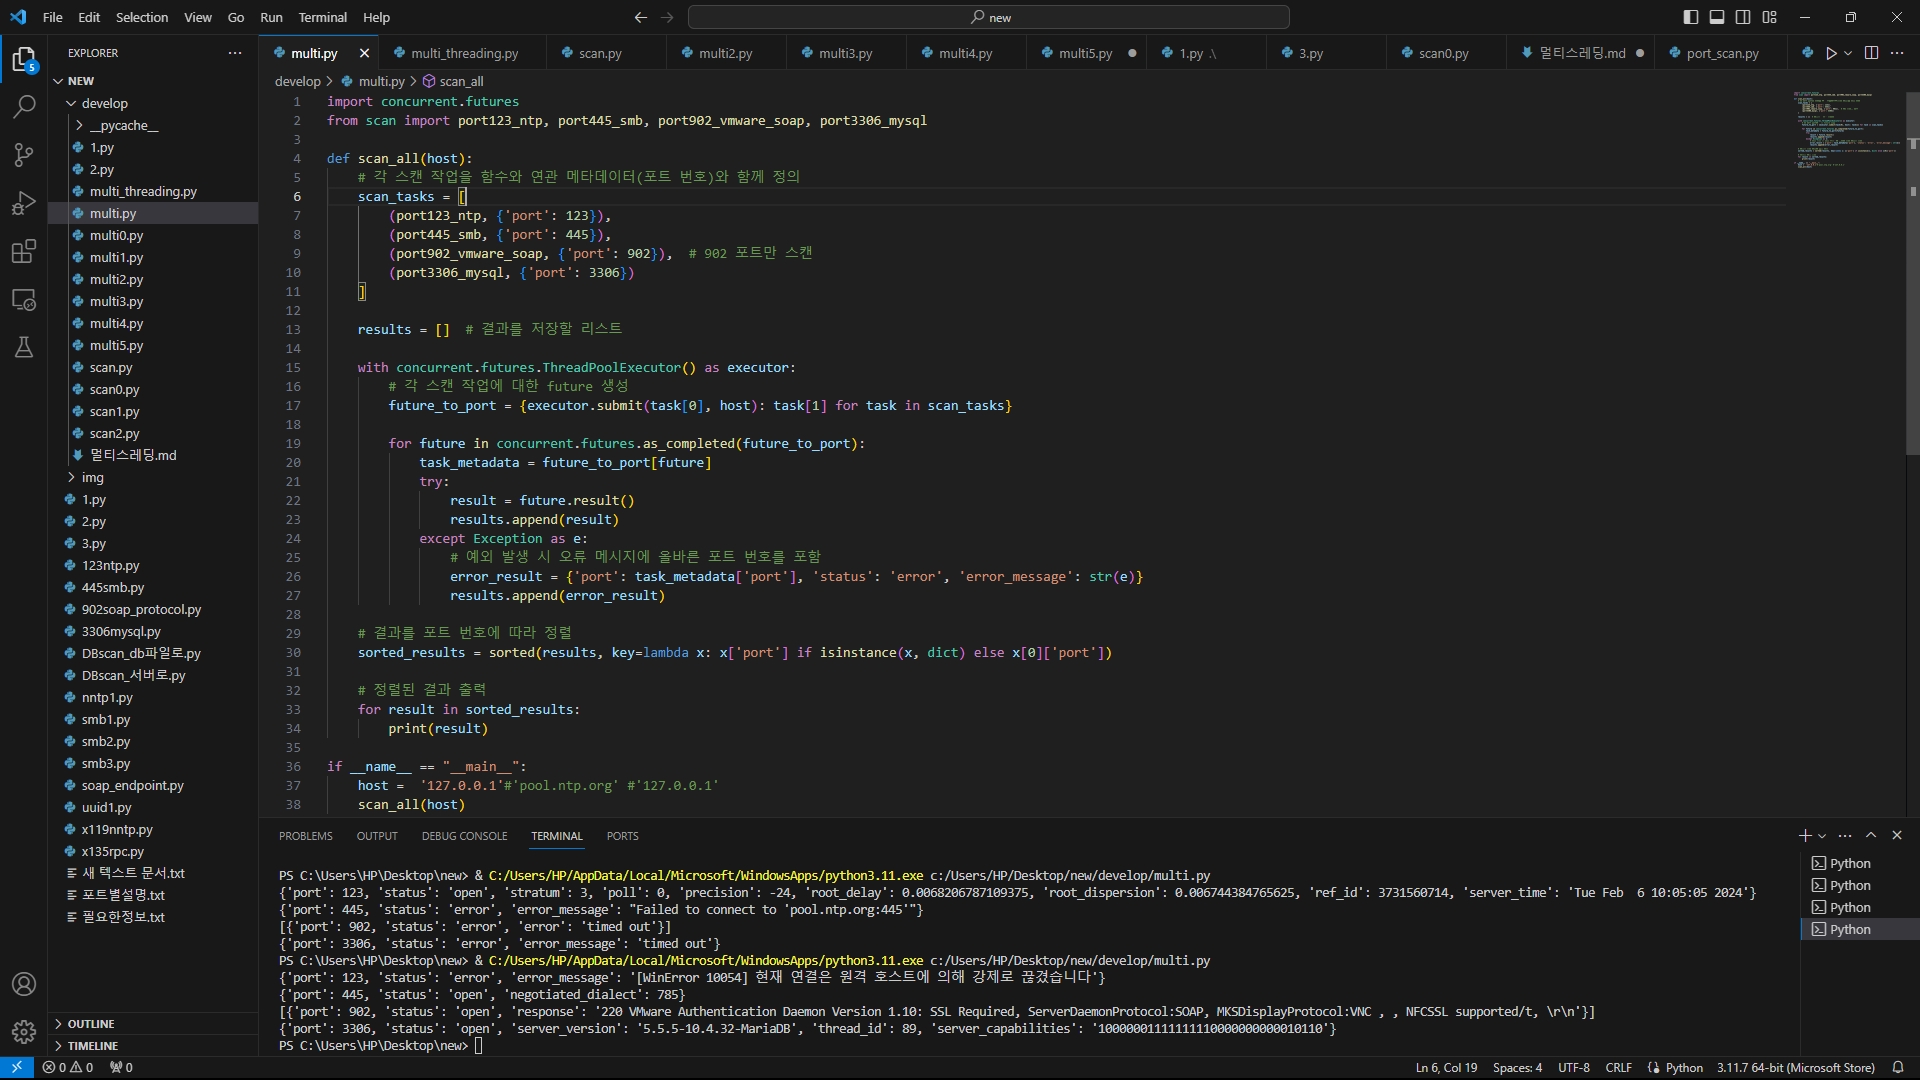 File Edit Selection View Go Run Terminal Help
new
EXPLORER
5
multi.py
multi_threading.py
scan.py
multi2.py
multi3.py
multi4.py
multi5.py
1.py .\
3.py
scan0.py
멀티스레딩.md
port_scan.py
develop > multi.py > scan_all
NEW
develop
__pycache__
1.py
2.py
multi_threading.py
multi.py
multi0.py
multi1.py
multi2.py
multi3.py
multi4.py
multi5.py
scan.py
scan0.py
scan1.py
scan2.py
멀티스레딩.md
img
1.py
2.py
3.py
123ntp.py
445smb.py
902soap_protocol.py
3306mysql.py
DBscan_db파일로.py
DBscan_서버로.py
nntp1.py
smb1.py
smb2.py
smb3.py
soap_endpoint.py
uuid1.py
x119nntp.py
x135rpc.py
새 텍스트 문서.txt
포트별설명.txt
필요한정보.txt
OUTLINE
TIMELINE
1 import concurrent.futures
2 from scan import port123_ntp, port445_smb, port902_vmware_soap, port3306_mysql
3
4 def scan_all(host):
5 # 각 스캔 작업을 함수와 연관 메타데이터(포트 번호)와 함께 정의
6 scan_tasks = [
7 (port123_ntp, {'port': 123}),
8 (port445_smb, {'port': 445}),
9 (port902_vmware_soap, {'port': 902}), # 902 포트만 스캔
10 (port3306_mysql, {'port': 3306})
11 ]
12
13 results = [] # 결과를 저장할 리스트
14
15 with concurrent.futures.ThreadPoolExecutor() as executor:
16 # 각 스캔 작업에 대한 future 생성
17 future_to_port = {executor.submit(task[0], host): task[1] for task in scan_tasks}
18
19 for future in concurrent.futures.as_completed(future_to_port):
20 task_metadata = future_to_port[future]
21 try:
22 result = future.result()
23 results.append(result)
24 except Exception as e:
25 # 예외 발생 시 오류 메시지에 올바른 포트 번호를 포함
26 error_result = {'port': task_metadata['port'], 'status': 'error', 'error_message': str(e)}
27 results.append(error_result)
28
29 # 결과를 포트 번호에 따라 정렬
30 sorted_results = sorted(results, key=lambda x: x['port'] if isinstance(x, dict) else x[0]['port'])
31
32 # 정렬된 결과 출력
33 for result in sorted_results:
34 print(result)
35
36 if __name__ == "__main__":
37 host = '127.0.0.1'#'pool.ntp.org' #'127.0.0.1'
38 scan_all(host)
PROBLEMS OUTPUT DEBUG CONSOLE TERMINAL PORTS
PS C:\Users\HP\Desktop\new> & C:/Users/HP/AppData/Local/Microsoft/WindowsApps/python3.11.exe c:/Users/HP/Desktop/new/develop/multi.py
{'port': 123, 'status': 'open', 'stratum': 3, 'poll': 0, 'precision': -24, 'root_delay': 0.0068206787109375, 'root_dispersion': 0.006744384765625, 'ref_id': 3731560714, 'server_time': 'Tue Feb  6 10:05:05 2024'}
{'port': 445, 'status': 'error', 'error_message': "Failed to connect to 'pool.ntp.org:445'"}
[{'port': 902, 'status': 'error', 'error': 'timed out'}]
{'port': 3306, 'status': 'error', 'error_message': 'timed out'}
PS C:\Users\HP\Desktop\new> & C:/Users/HP/AppData/Local/Microsoft/WindowsApps/python3.11.exe c:/Users/HP/Desktop/new/develop/multi.py
{'port': 123, 'status': 'error', 'error_message': '[WinError 10054] 현재 연결은 원격 호스트에 의해 강제로 끊겼습니다'}
{'port': 445, 'status': 'open', 'negotiated_dialect': 785}
[{'port': 902, 'status': 'open', 'response': '220 VMware Authentication Daemon Version 1.10: SSL Required, ServerDaemonProtocol:SOAP, MKSDisplayProtocol:VNC , , NFCSSL supported/t, \r\n'}]
{'port': 3306, 'status': 'open', 'server_version': '5.5.5-10.4.32-MariaDB', 'thread_id': 89, 'server_capabilities': '10000001111111110000000000010110'}
PS C:\Users\HP\Desktop\new>
Python
Python
Python
Python
0 0 0
Ln 6, Col 19 Spaces: 4 UTF-8 CRLF Python 3.11.7 64-bit (Microsoft Store)